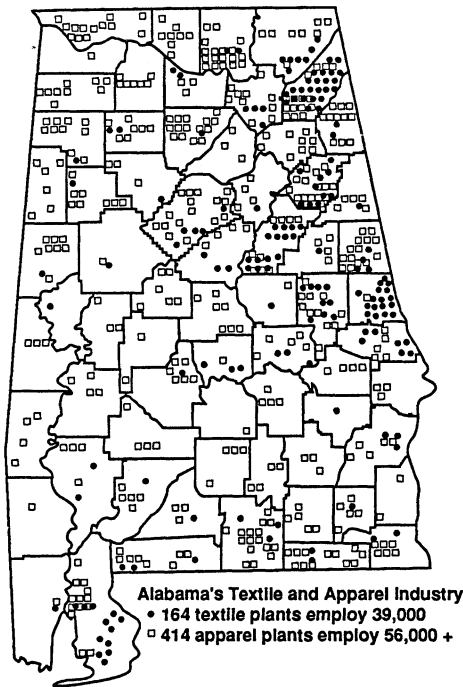 Alabama's Textile and Apparel Industry
● 164 textile plants employ 39,000
□ 414 apparel plants employ 56,000 +